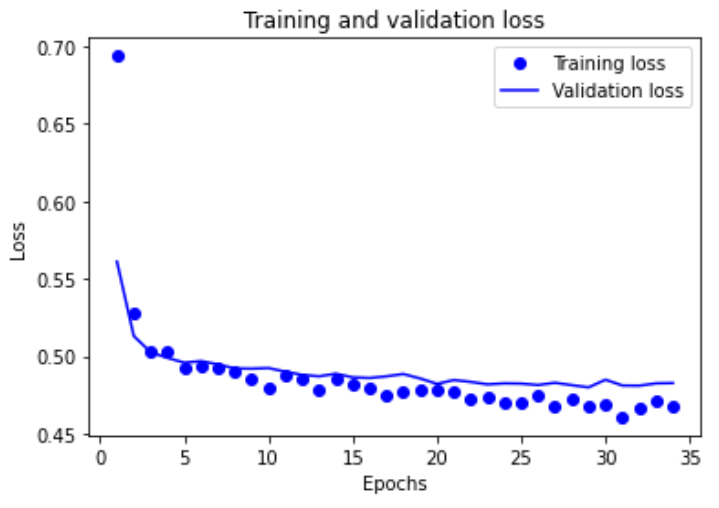 Training and validation loss
Training loss
Validation loss
0.70
0.65
0.60
0.55
0.50
0.45
Loss
0 5 10 15 20 25 30 35
Epochs